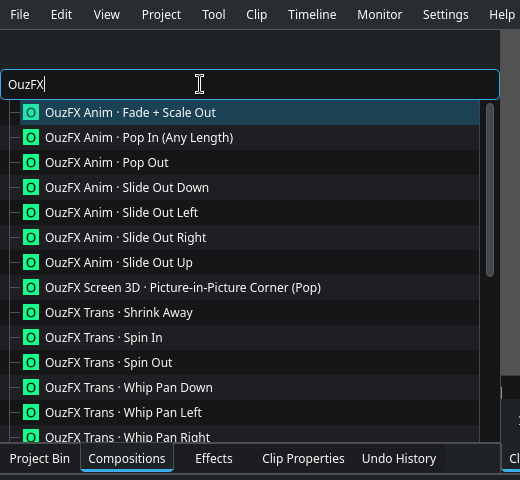 File Edit View Project Tool Clip Timeline Monitor Settings Help
OuzFX
O OuzFX Anim · Fade + Scale Out
O OuzFX Anim · Pop In (Any Length)
O OuzFX Anim · Pop Out
O OuzFX Anim · Slide Out Down
O OuzFX Anim · Slide Out Left
O OuzFX Anim · Slide Out Right
O OuzFX Anim · Slide Out Up
O OuzFX Screen 3D · Picture-in-Picture Corner (Pop)
O OuzFX Trans · Shrink Away
O OuzFX Trans · Spin In
O OuzFX Trans · Spin Out
O OuzFX Trans · Whip Pan Down
O OuzFX Trans · Whip Pan Left
O OuzFX Trans · Whip Pan Right
Project Bin Compositions Effects Clip Properties Undo History